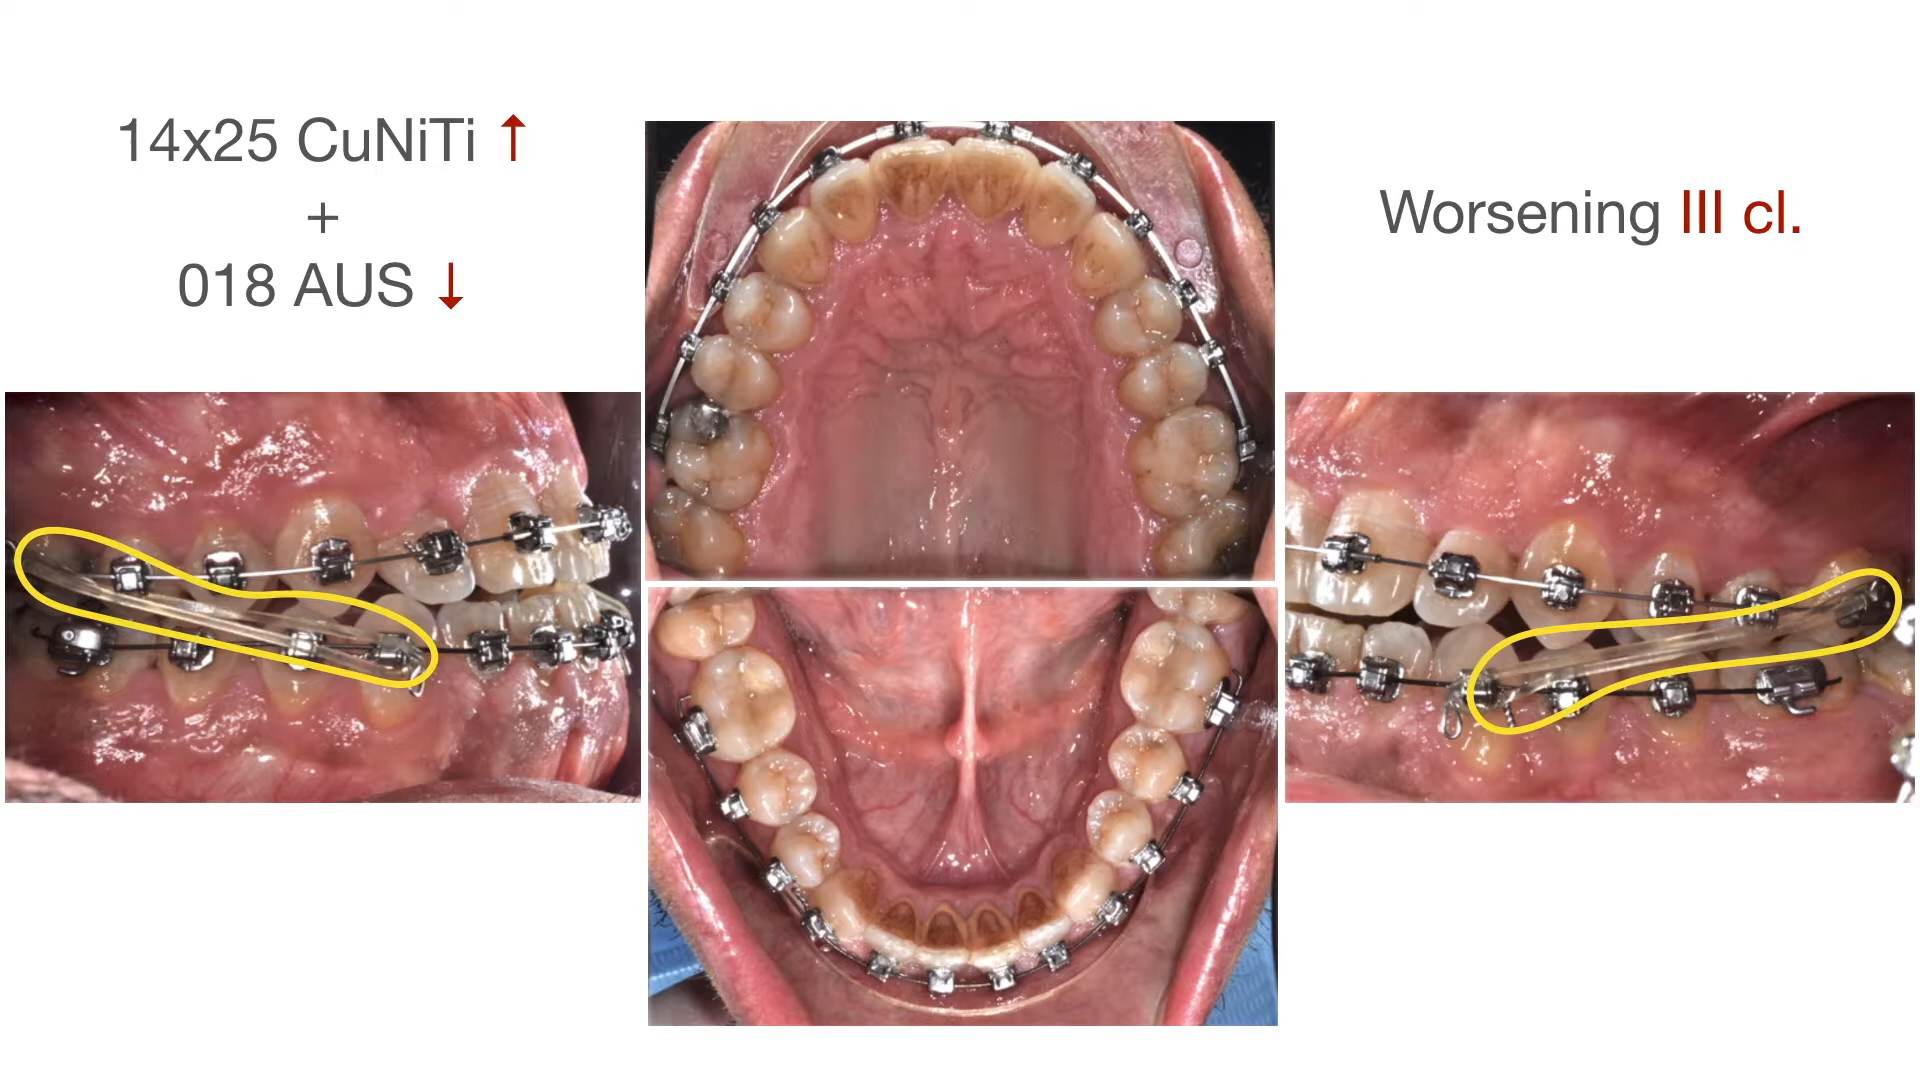 14x25 CuNiTi ↑
+
018 AUS ↓
Worsening III cl.